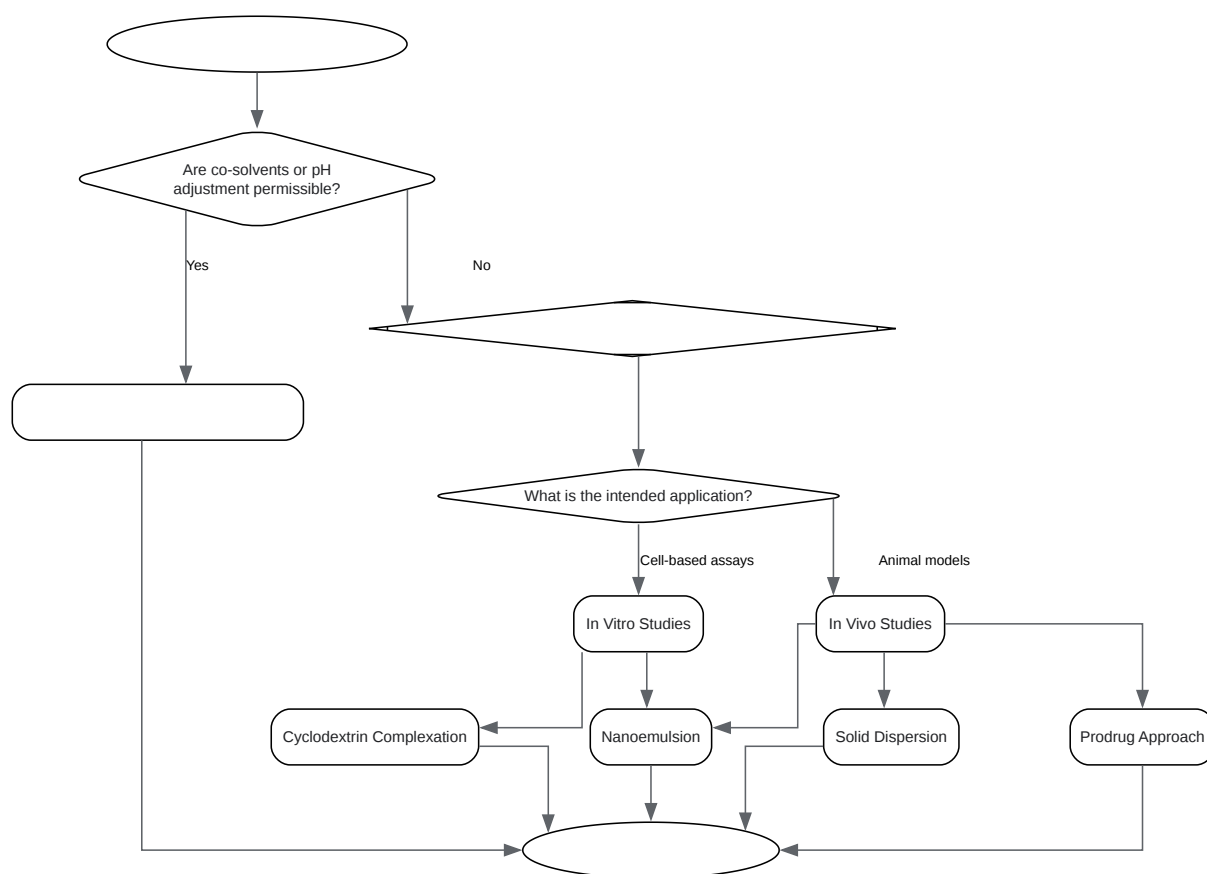 Are co-solvents or pH
adjustment permissible?
Yes
No
What is the intended application?
Cell-based assays
Animal models
In Vitro Studies
In Vivo Studies
Cyclodextrin Complexation
Nanoemulsion
Solid Dispersion
Prodrug Approach